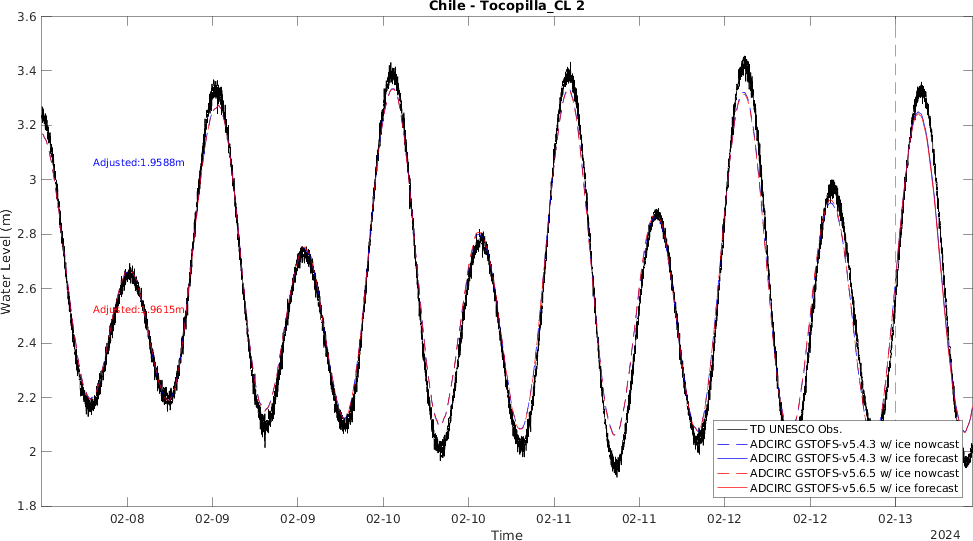 Chile - Tocopilla_CL 2
3.6
3.4
3.2
3
2.8
2.6
2.4
2.2
2
1.8
Water Level (m)
Adjusted:1.9588m
Adjusted:1.9615m
TD UNESCO Obs.
ADCIRC GSTOFS-v5.4.3 w/ ice nowcast
ADCIRC GSTOFS-v5.4.3 w/ ice forecast
ADCIRC GSTOFS-v5.6.5 w/ ice nowcast
ADCIRC GSTOFS-v5.6.5 w/ ice forecast
02-08 02-09 02-09 02-10 02-10 02-11 02-11 02-12 02-12 02-13
Time
2024